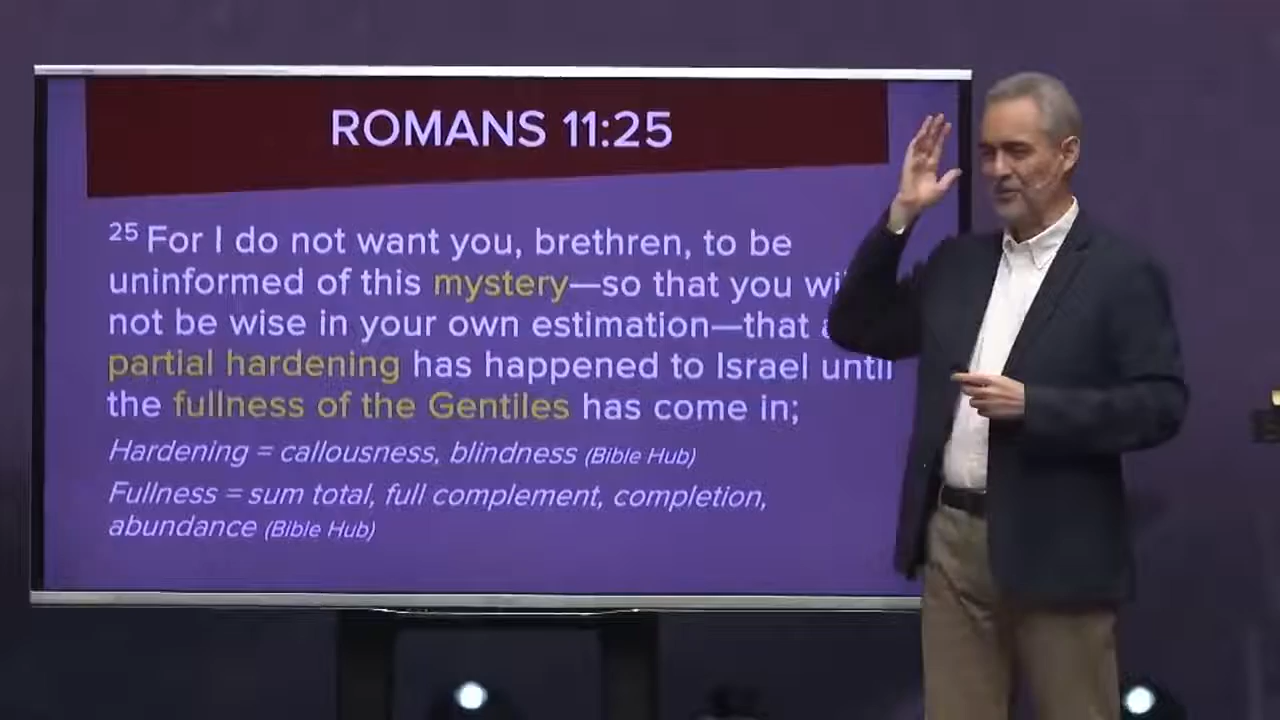 ROMANS 11:25
25 For I do not want you, brethren, to be
uninformed of this mystery—so that you
not be wise in your own estimation—that
partial hardening has happened to Israel until
the fullness of the Gentiles has come in;
Hardening = callousness, blindness (Bible Hub)
Fullness = sum total, full complement, completion,
abundance (Bible Hub)